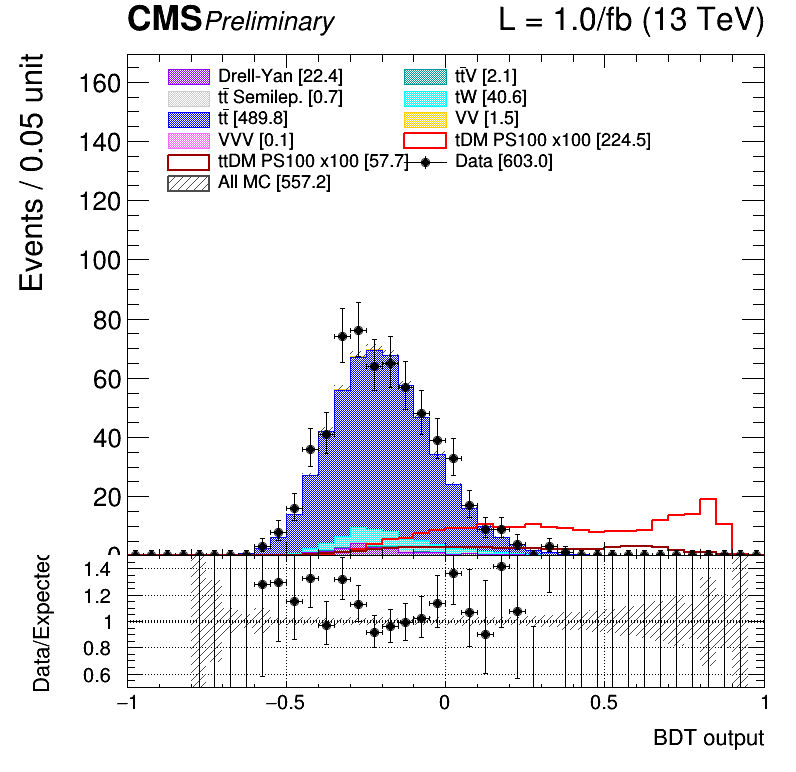 CMS Preliminary L = 1.0/fb (13 TeV)
Events / 0.05 unit
160
140
120
100
80
60
40
20
0
Drell-Yan [22.4]
tt̄V [2.1]
tt̄ Semilep. [0.7]
tW [40.6]
tt̄ [489.8]
VV [1.5]
VVV [0.1]
tDM PS100 x100 [224.5]
ttDM PS100 x100 [57.7]
Data [603.0]
All MC [557.2]
Data/Expected
1.4
1.2
1
0.8
0.6
−1 −0.5 0 0.5 1
BDT output